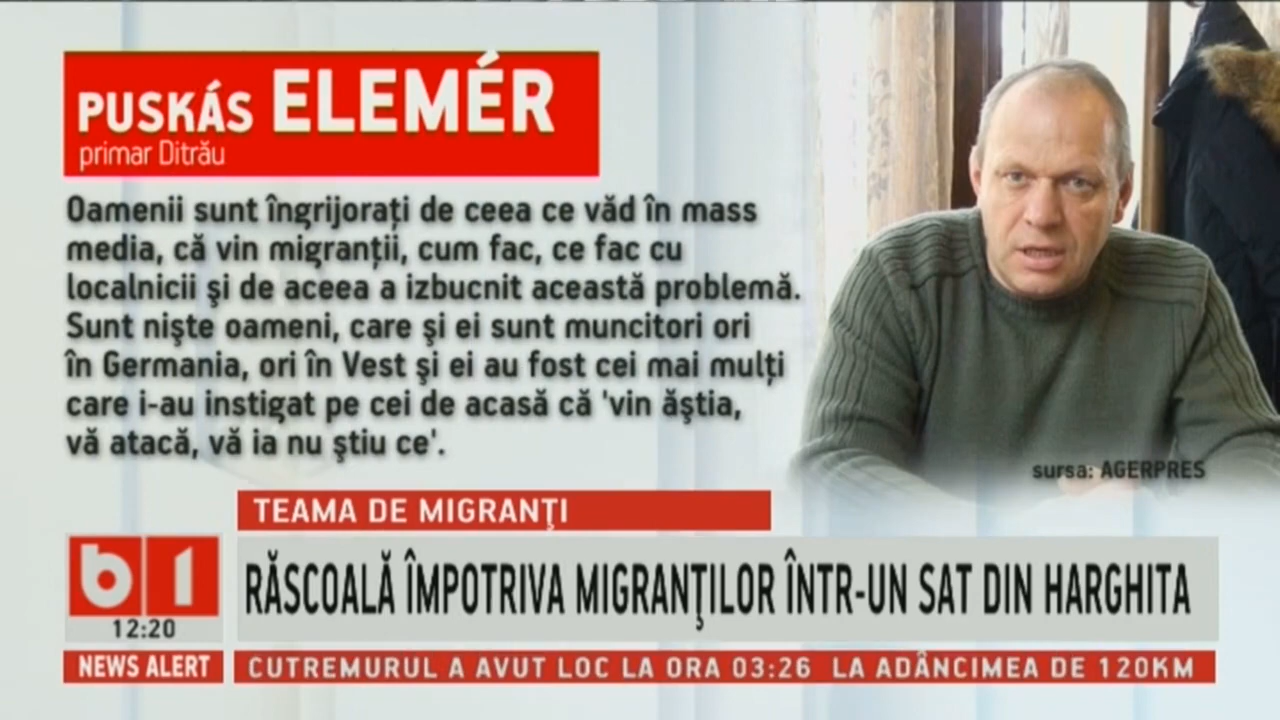 PUSKÁS ELEMÉR
primar Ditrău
Oamenii sunt îngrijorați de ceea ce văd în mass
media, că vin migranții, cum fac, ce fac cu
localnicii şi de aceea a izbucnit această problemă.
Sunt nişte oameni, care şi ei sunt muncitori ori
în Germania, ori în Vest şi ei au fost cei mai mulți
care i-au instigat pe cei de acasă că 'vin ăştia,
vă atacă, vă ia nu ştiu ce'.
sursa: AGERPRES
TEAMA DE MIGRANŢI
b1
RĂSCOALĂ ÎMPOTRIVA MIGRANŢILOR ÎNTR-UN SAT DIN HARGHITA
12:20
NEWS ALERT
CUTREMURUL A AVUT LOC LA ORA 03:26 LA ADÂNCIMEA DE 120KM